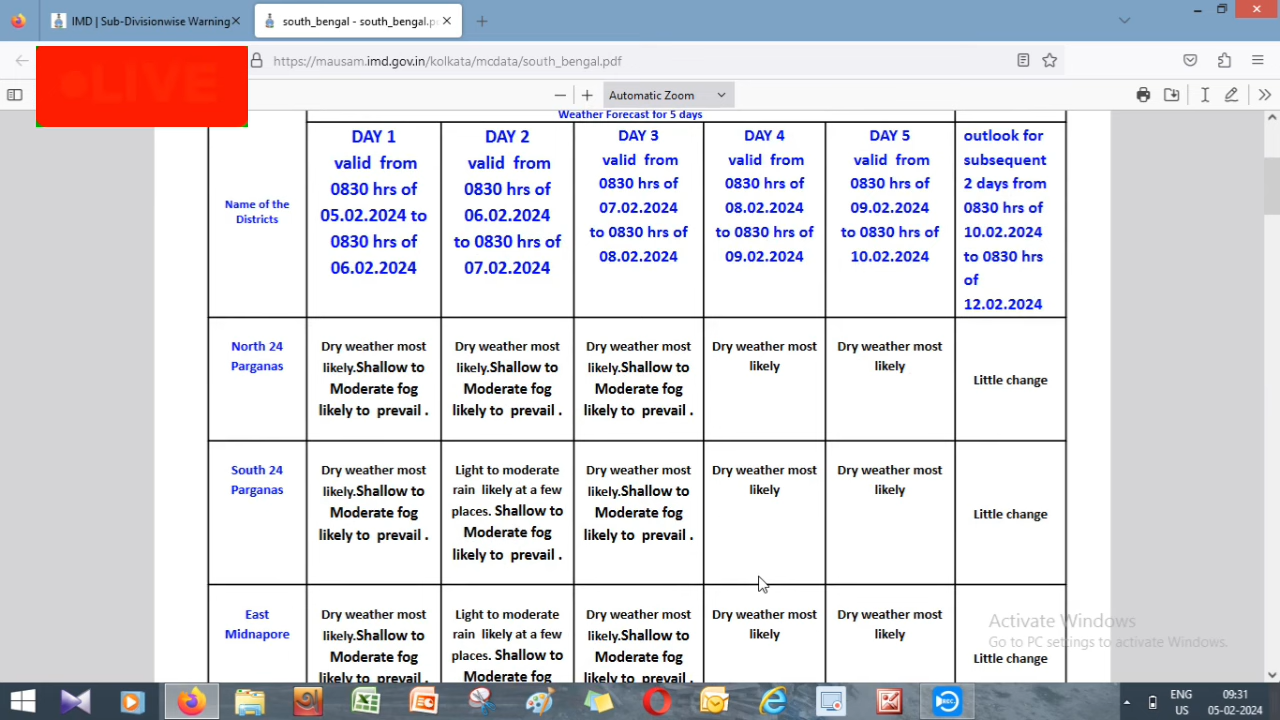 IMD | Sub-Divisionwise Warning
south_bengal - south_bengal.p
LIVE
https://mausam.imd.gov.in/kolkata/mcdata/south_bengal.pdf
Automatic Zoom
Weather Forecast for 5 days
Name of the
Districts
DAY 1
valid from
0830 hrs of
05.02.2024 to
0830 hrs of
06.02.2024
DAY 2
valid from
0830 hrs of
06.02.2024
to 0830 hrs of
07.02.2024
DAY 3
valid from
0830 hrs of
07.02.2024
to 0830 hrs of
08.02.2024
DAY 4
valid from
0830 hrs of
08.02.2024
to 0830 hrs of
09.02.2024
DAY 5
valid from
0830 hrs of
09.02.2024
to 0830 hrs of
10.02.2024
outlook for
subsequent
2 days from
0830 hrs of
10.02.2024
to 0830 hrs
of
12.02.2024
North 24
Parganas
Dry weather most
likely.Shallow to
Moderate fog
likely to prevail .
Dry weather most
likely.Shallow to
Moderate fog
likely to prevail .
Dry weather most
likely.Shallow to
Moderate fog
likely to prevail .
Dry weather most
likely
Dry weather most
likely
Little change
South 24
Parganas
Dry weather most
likely.Shallow to
Moderate fog
likely to prevail .
Light to moderate
rain likely at a few
places. Shallow to
Moderate fog
likely to prevail .
Dry weather most
likely.Shallow to
Moderate fog
likely to prevail .
Dry weather most
likely
Dry weather most
likely
Little change
East
Midnapore
Dry weather most
likely.Shallow to
Moderate fog
likely to prevail .
Light to moderate
rain likely at a few
places. Shallow to
Moderate fog
Dry weather most
likely.Shallow to
Moderate fog
likely to prevail .
Dry weather most
likely
Dry weather most
likely
Little change
Activate Windows
Go to PC settings to activate Windows.
REC
ENG
US
09:31
05-02-2024